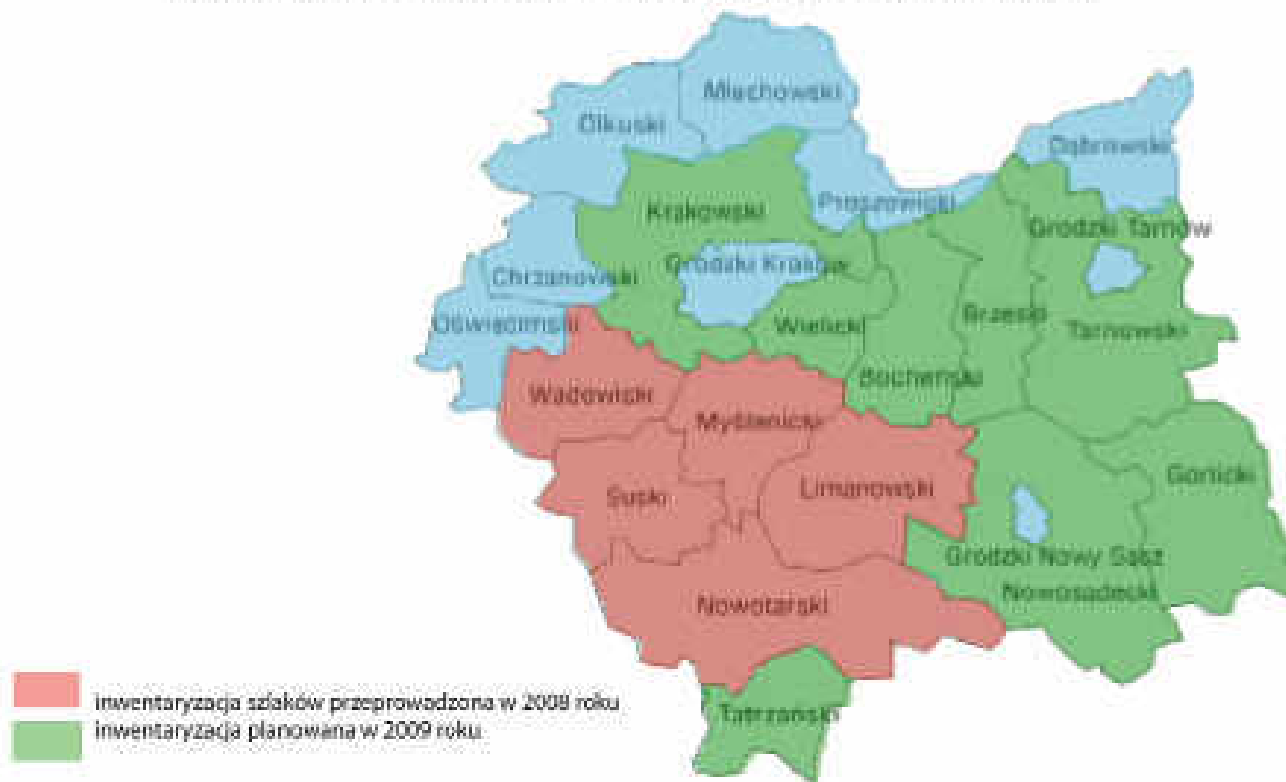 Miechowski
Olkuski
Dąbrowski
Proszowicki
Krakowski
Grodzki Tarnów
Grodzki Kraków
Chrzanowski
Oświęcimski
Wielicki
Brzeski
Tarnowski
Bocheński
Wadowicki
Myślenicki
Gorlicki
Suski
Limanowski
Grodzki Nowy Sącz
Nowosądecki
Nowotarski
Tatrzański
inwentaryzacja szlaków przeprowadzona w 2008 roku
inwentaryzacja planowana w 2009 roku